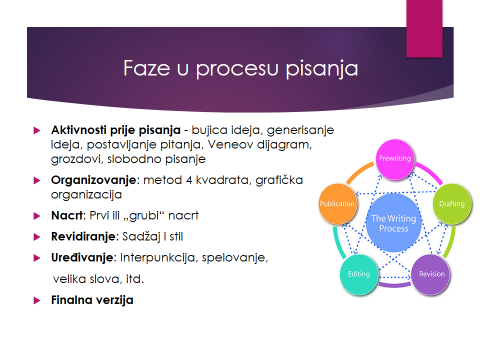 Faze u procesu pisanja
Aktivnosti prije pisanja - bujica ideja, generisanje
ideja, postavljanje pitanja, Veneov dijagram,
grozdovi, slobodno pisanje
Organizovanje: metod 4 kvadrata, grafička
organizacija
Nacrt: Prvi ili „grubi“ nacrt
Revidiranje: Sadžaj i stil
Uređivanje: Interpunkcija, spelovanje,
velika slova, itd.
Finalna verzija
Prewriting
Publication
Drafting
The Writing
Process
Editing
Revision